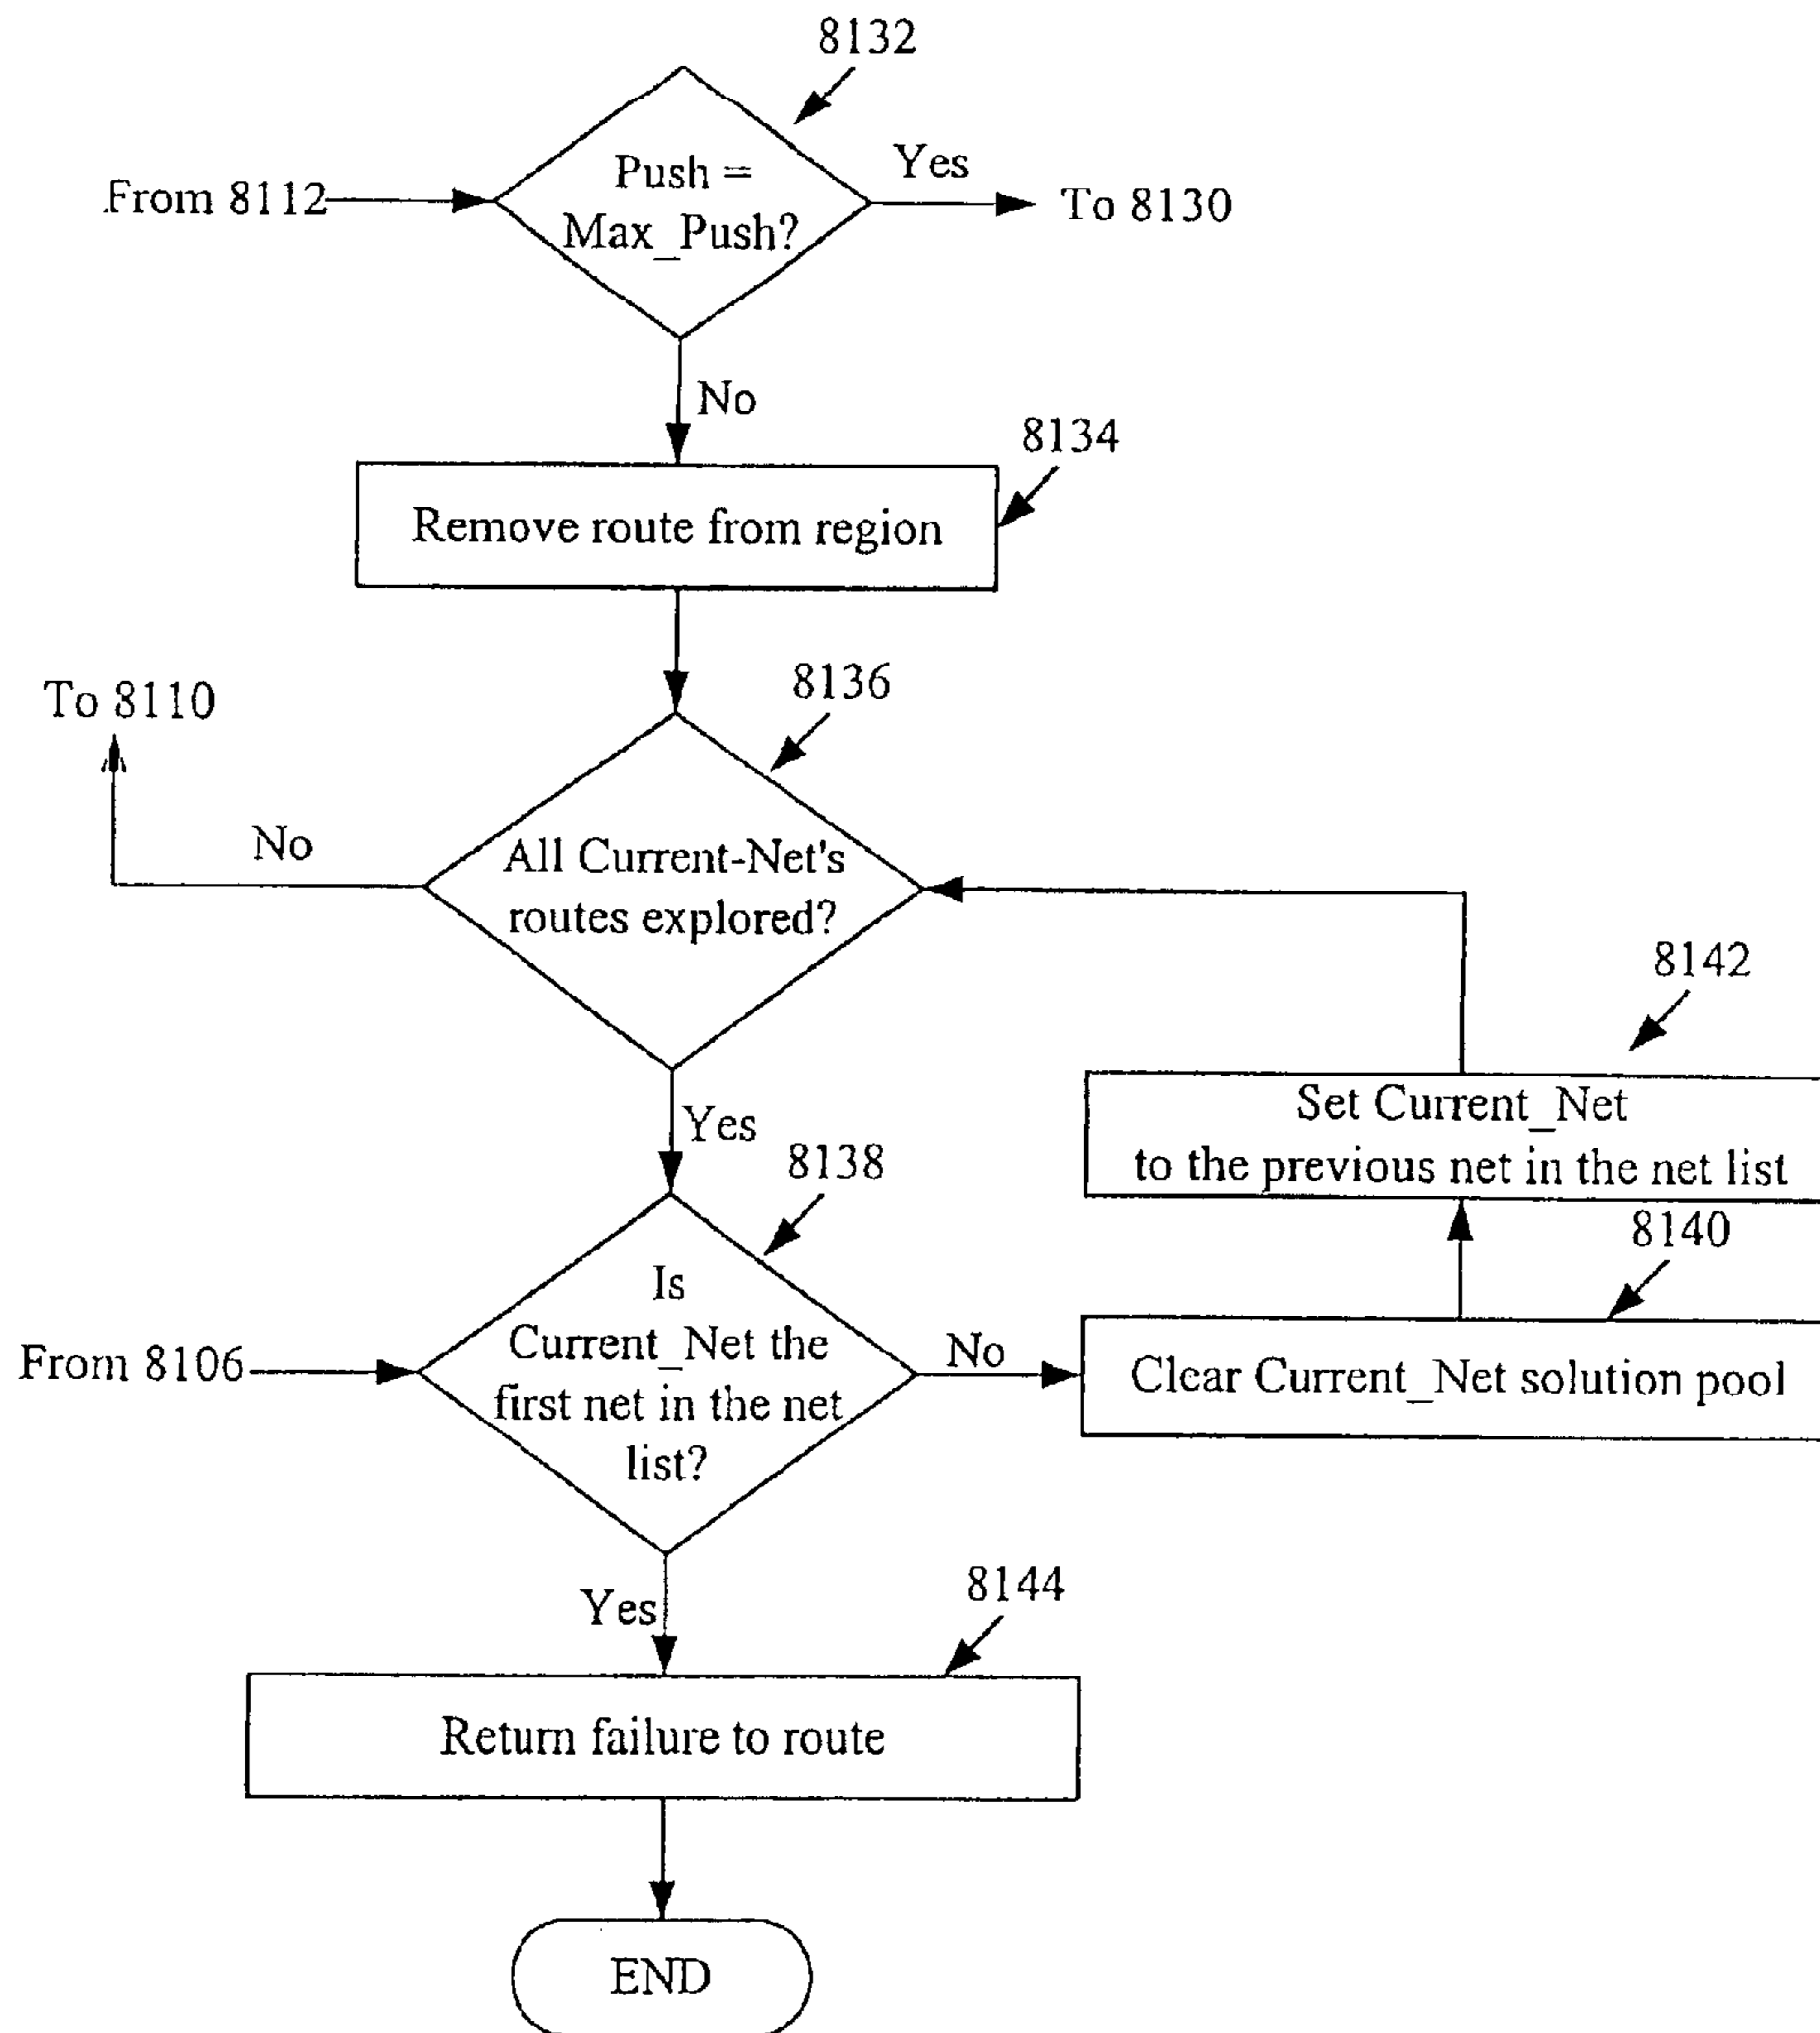 8132
Push =
Max_Push?
Yes
From 8112
To 8130
No
8134
Remove route from region
8136
To 8110
No
All Current-Net's
routes explored?
8142
Set Current_Net
to the previous net in the net list
Yes
8138
8140
Is
Current_Net the
first net in the net
list?
From 8106
No
Clear Current_Net solution pool
Yes
8144
Return failure to route
END